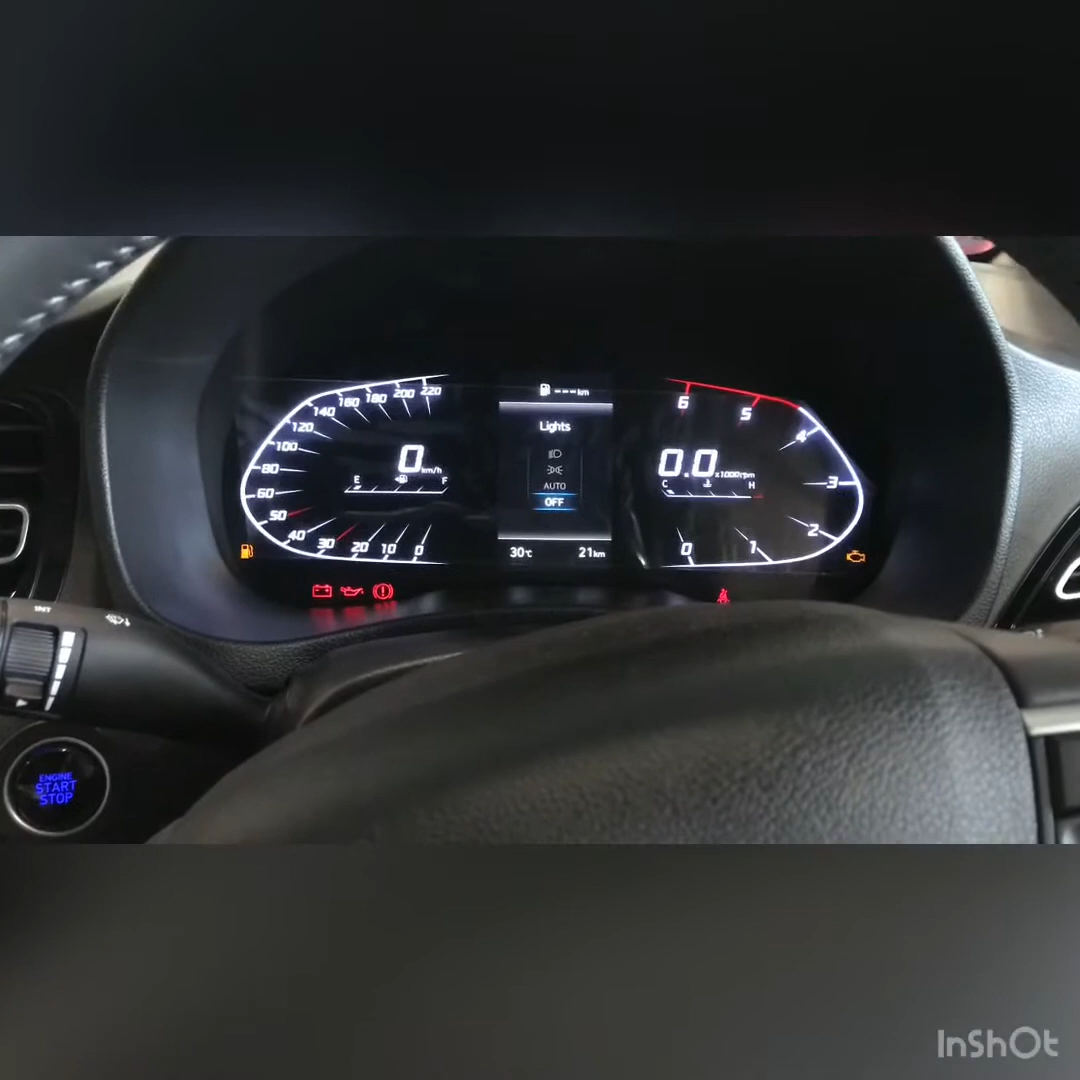 --- km
220
200
180
160
140
120
100
80
60
50
40
30
20
10
0
0 km/h
E F
Lights
AUTO
OFF
30°C 21km
6
5
4
3
2
1
0
0.0 x1000rpm
C H
INT
ENGINE
START
STOP
InShOt